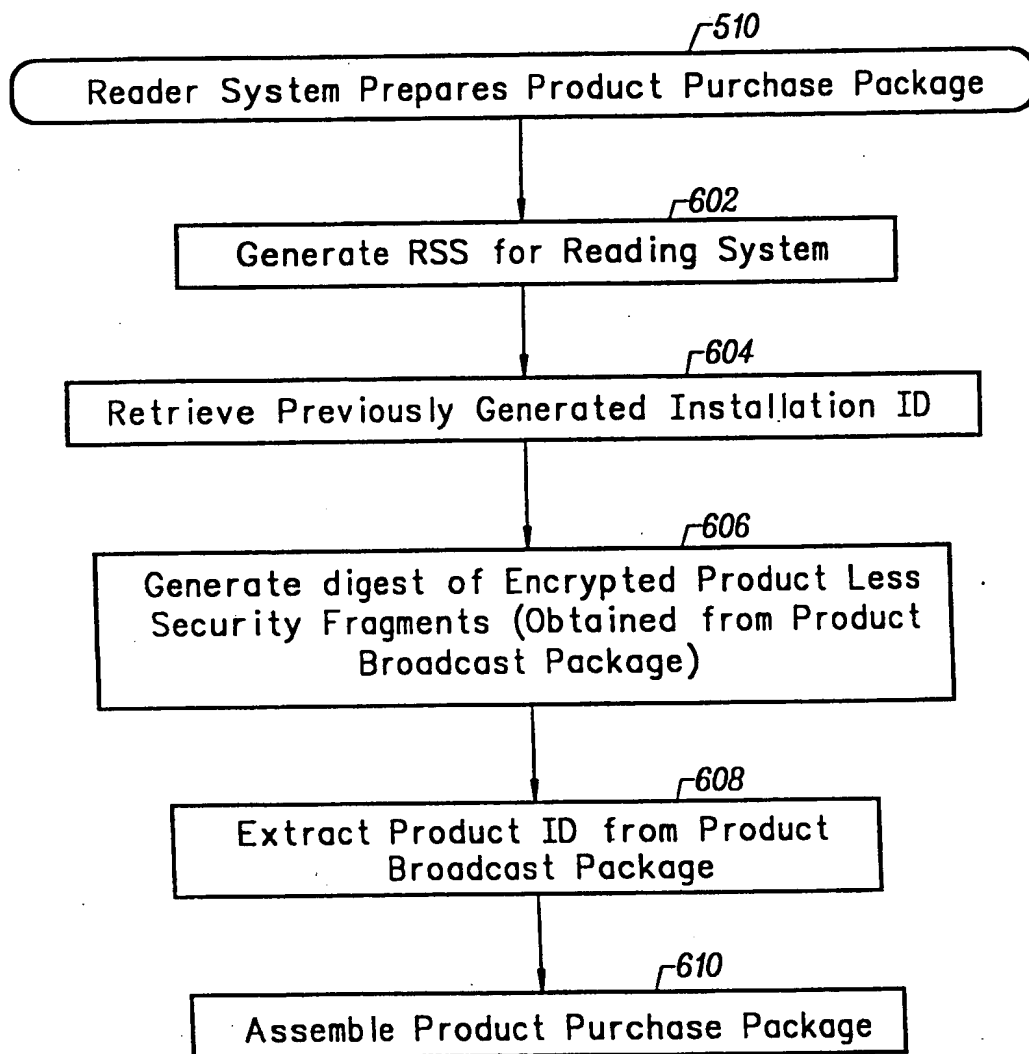 510
Reader System Prepares Product Purchase Package
602
Generate RSS for Reading System
604
Retrieve Previously Generated Installation ID
606
Generate digest of Encrypted Product Less
Security Fragments (Obtained from Product
Broadcast Package)
608
Extract Product ID from Product
Broadcast Package
610
Assemble Product Purchase Package